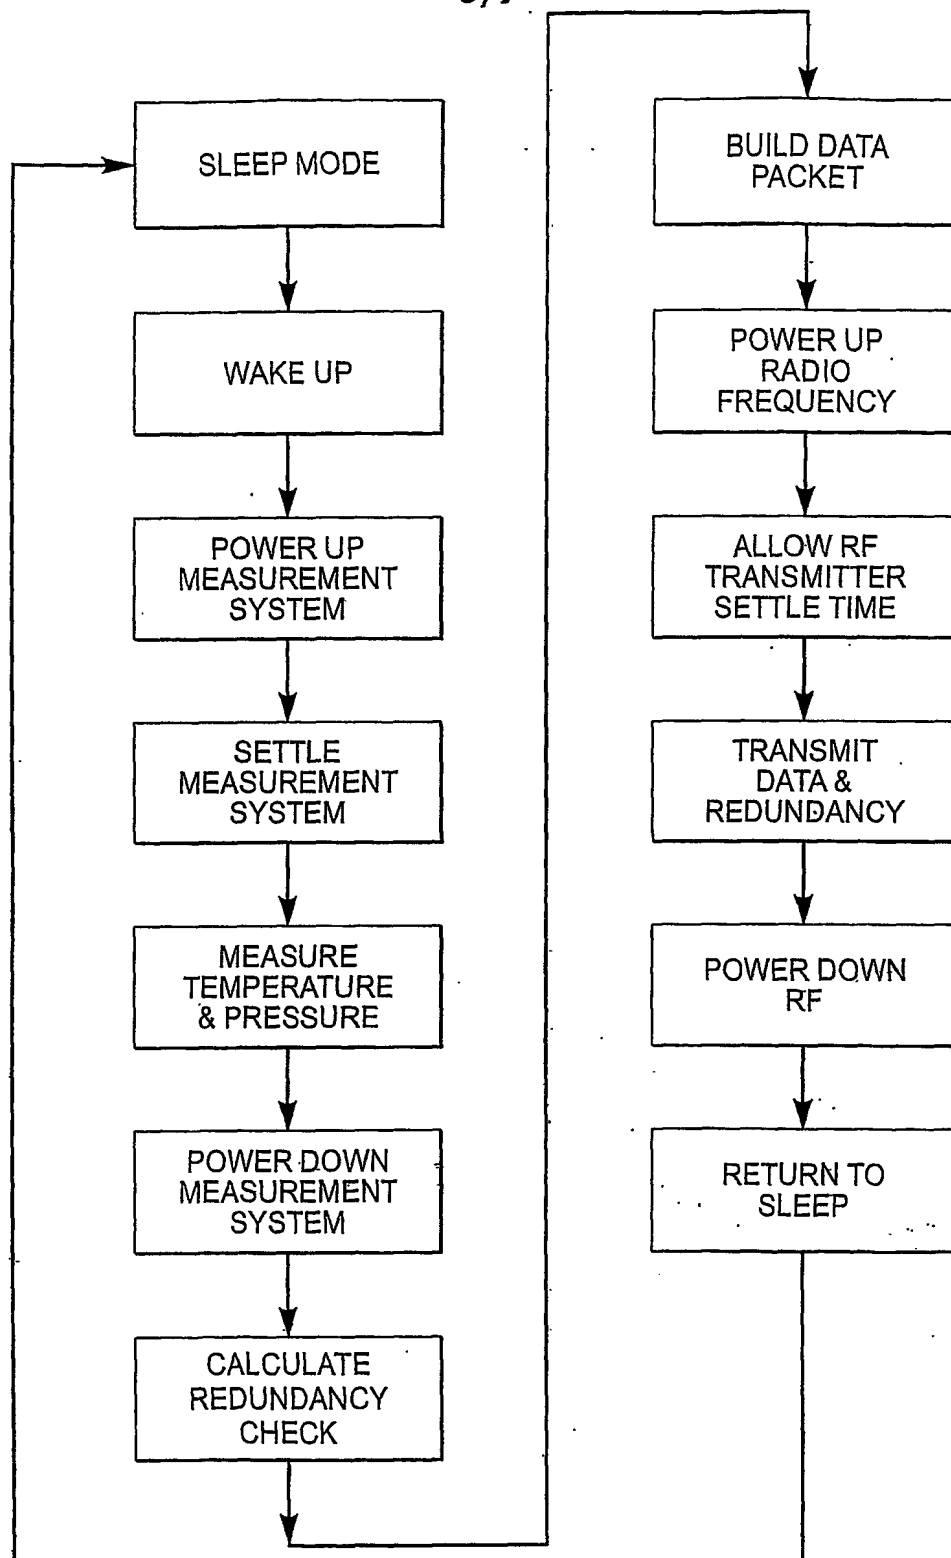 SLEEP MODE
WAKE UP
POWER UP
MEASUREMENT
SYSTEM
SETTLE
MEASUREMENT
SYSTEM
MEASURE
TEMPERATURE
& PRESSURE
POWER DOWN
MEASUREMENT
SYSTEM
CALCULATE
REDUNDANCY
CHECK
BUILD DATA
PACKET
POWER UP
RADIO
FREQUENCY
ALLOW RF
TRANSMITTER
SETTLE TIME
TRANSMIT
DATA &
REDUNDANCY
POWER DOWN
RF
RETURN TO
SLEEP